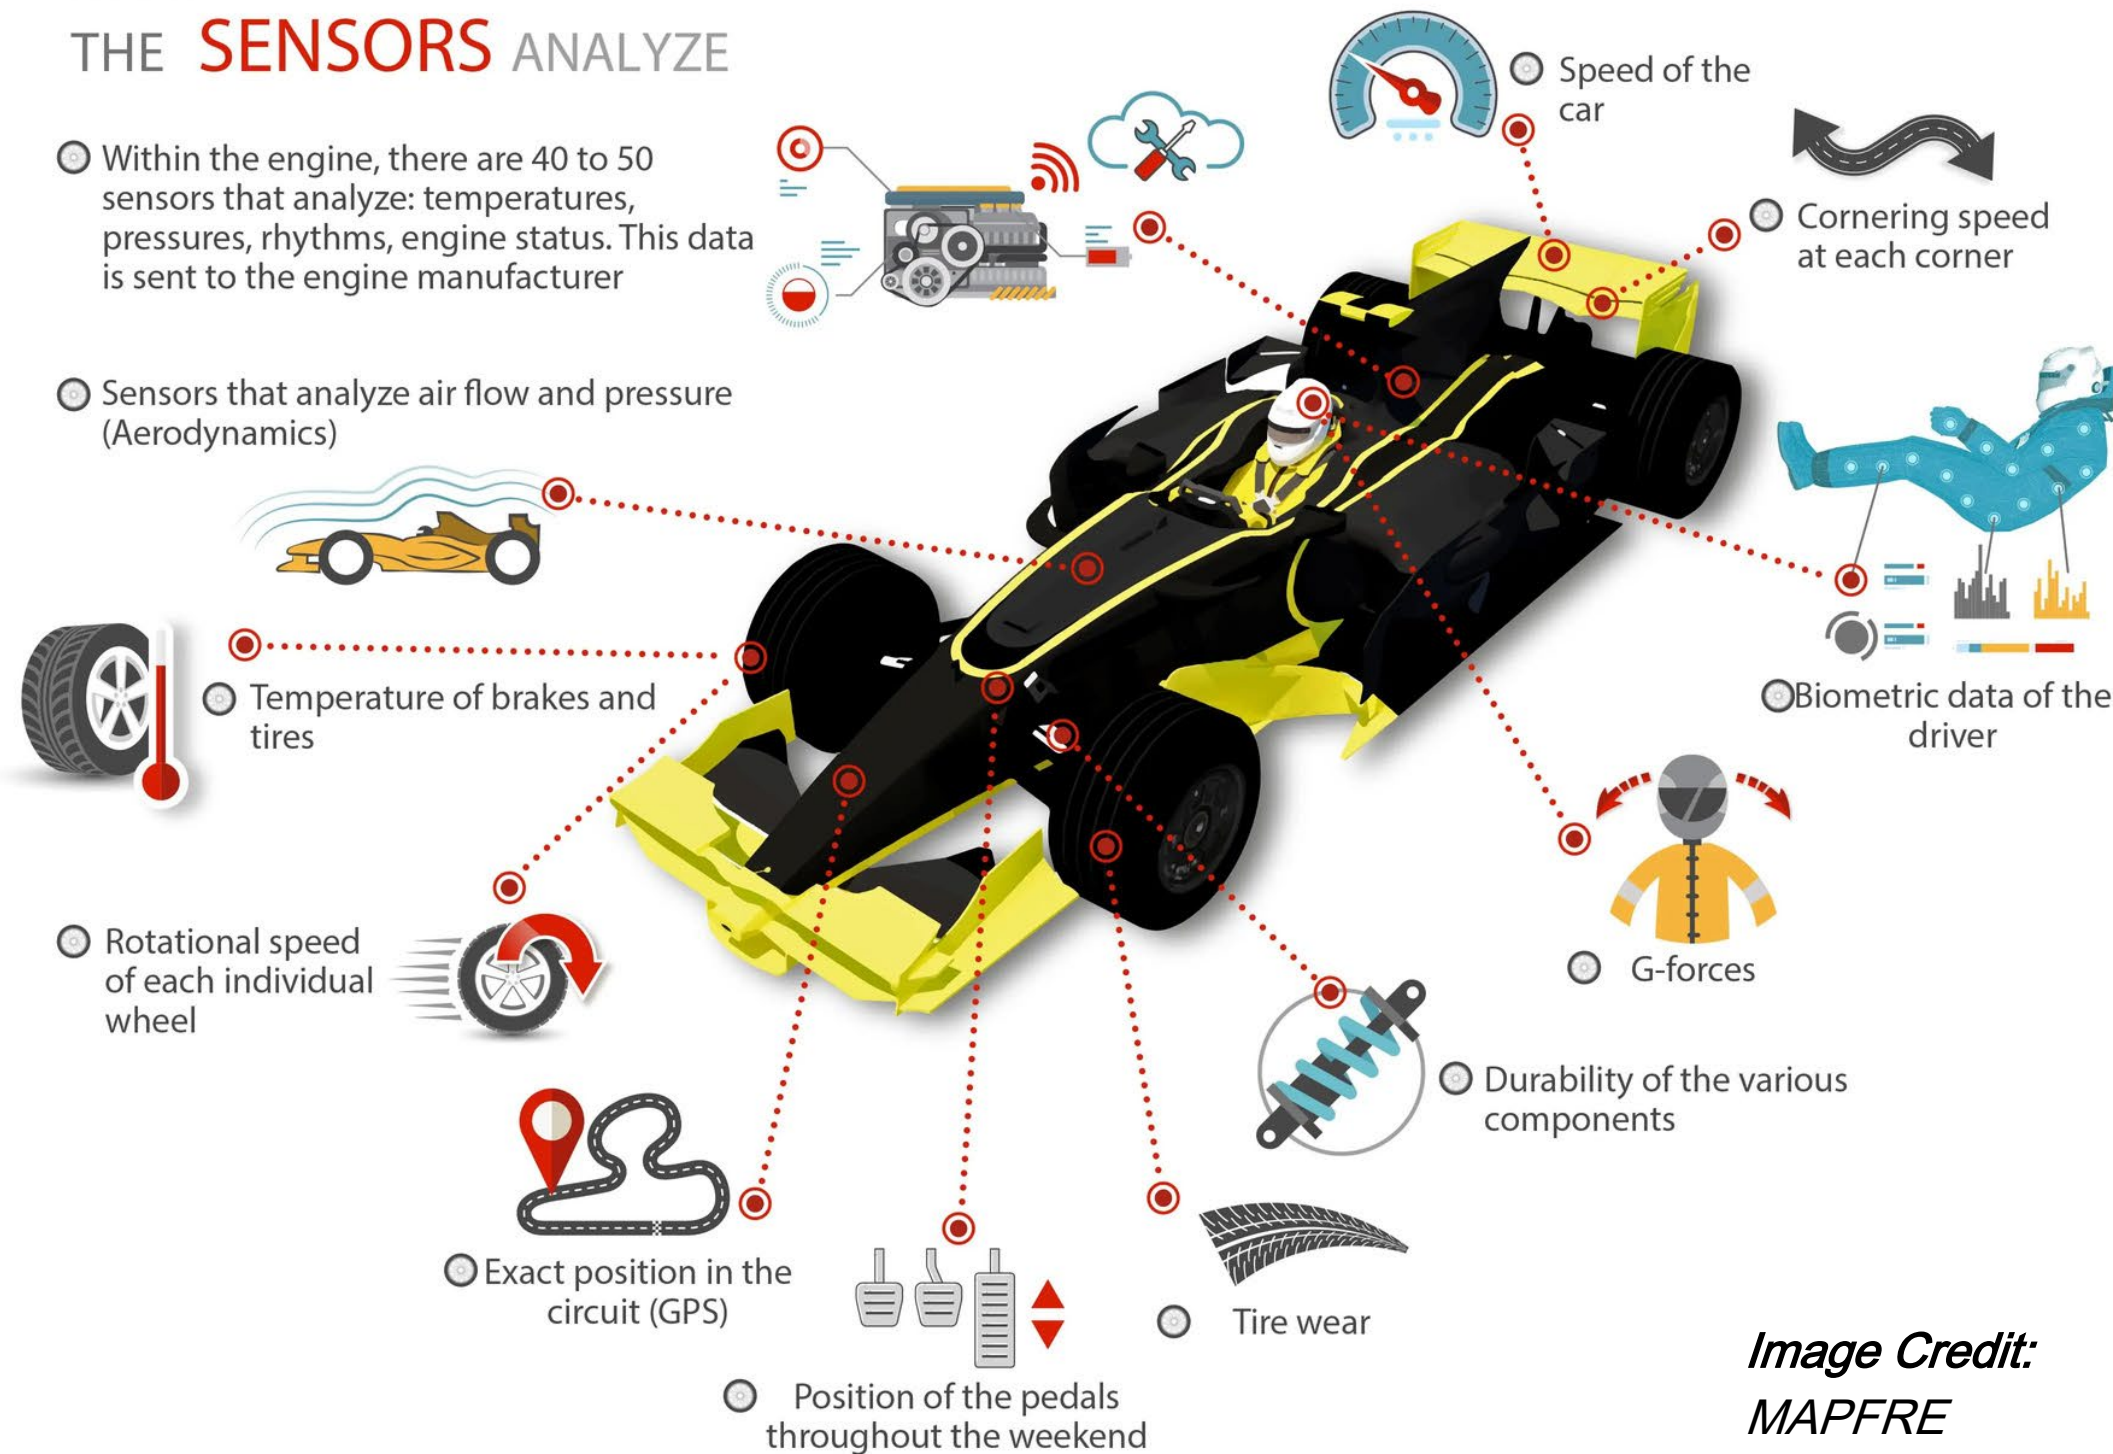 THE SENSORS ANALYZE
Within the engine, there are 40 to 50
sensors that analyze: temperatures,
pressures, rhythms, engine status. This data
is sent to the engine manufacturer
Speed of the
car
Cornering speed
at each corner
Sensors that analyze air flow and pressure
(Aerodynamics)
Temperature of brakes and
tires
Biometric data of the
driver
Rotational speed
of each individual
wheel
G-forces
Durability of the various
components
Exact position in the
circuit (GPS)
Tire wear
Position of the pedals
throughout the weekend
Image Credit:
MAPFRE